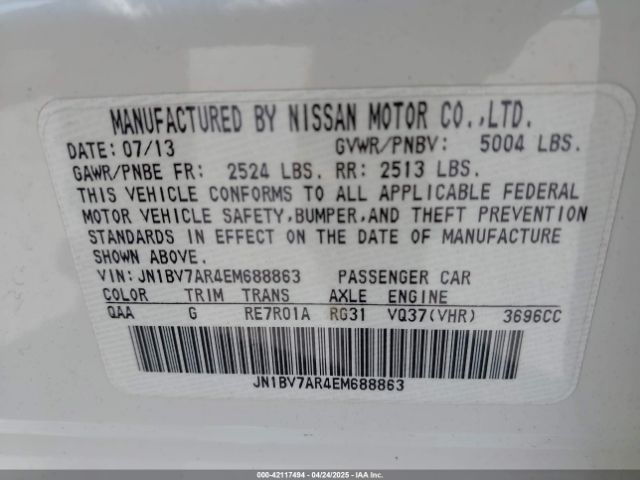 MANUFACTURED BY NISSAN MOTOR CO.,LTD.
DATE: 07/13 GVWR/PNBV: 5004 LBS.
GAWR/PNBE FR: 2524 LBS. RR: 2513 LBS.
THIS VEHICLE CONFORMS TO ALL APPLICABLE FEDERAL
MOTOR VEHICLE SAFETY,BUMPER,AND THEFT PREVENTION
STANDARDS IN EFFECT ON THE DATE OF MANUFACTURE
SHOWN ABOVE.
VIN: JN1BV7AR4EM688863 PASSENGER CAR
COLOR TRIM TRANS AXLE ENGINE
QAA G RE7R01A RG31 VQ37(VHR) 3696CC
JN1BV7AR4EM688863
000-42117494 - 04/24/2025 - IAAI.COM